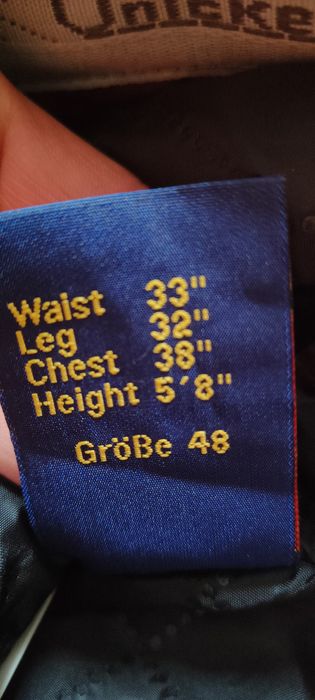 Waist 33"
Leg 32"
Chest 38"
Height 5'8"
Größe 48